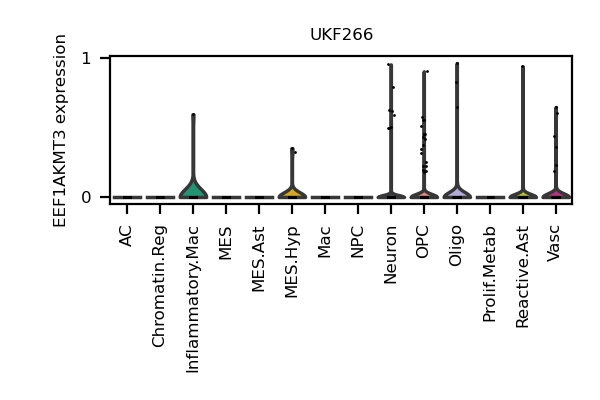 UKF266
EEF1AKMT3 expression
1
0
AC
Chromatin.Reg
Inflammatory.Mac
MES
MES.Ast
MES.Hyp
Mac
NPC
Neuron
OPC
Oligo
Prolif.Metab
Reactive.Ast
Vasc